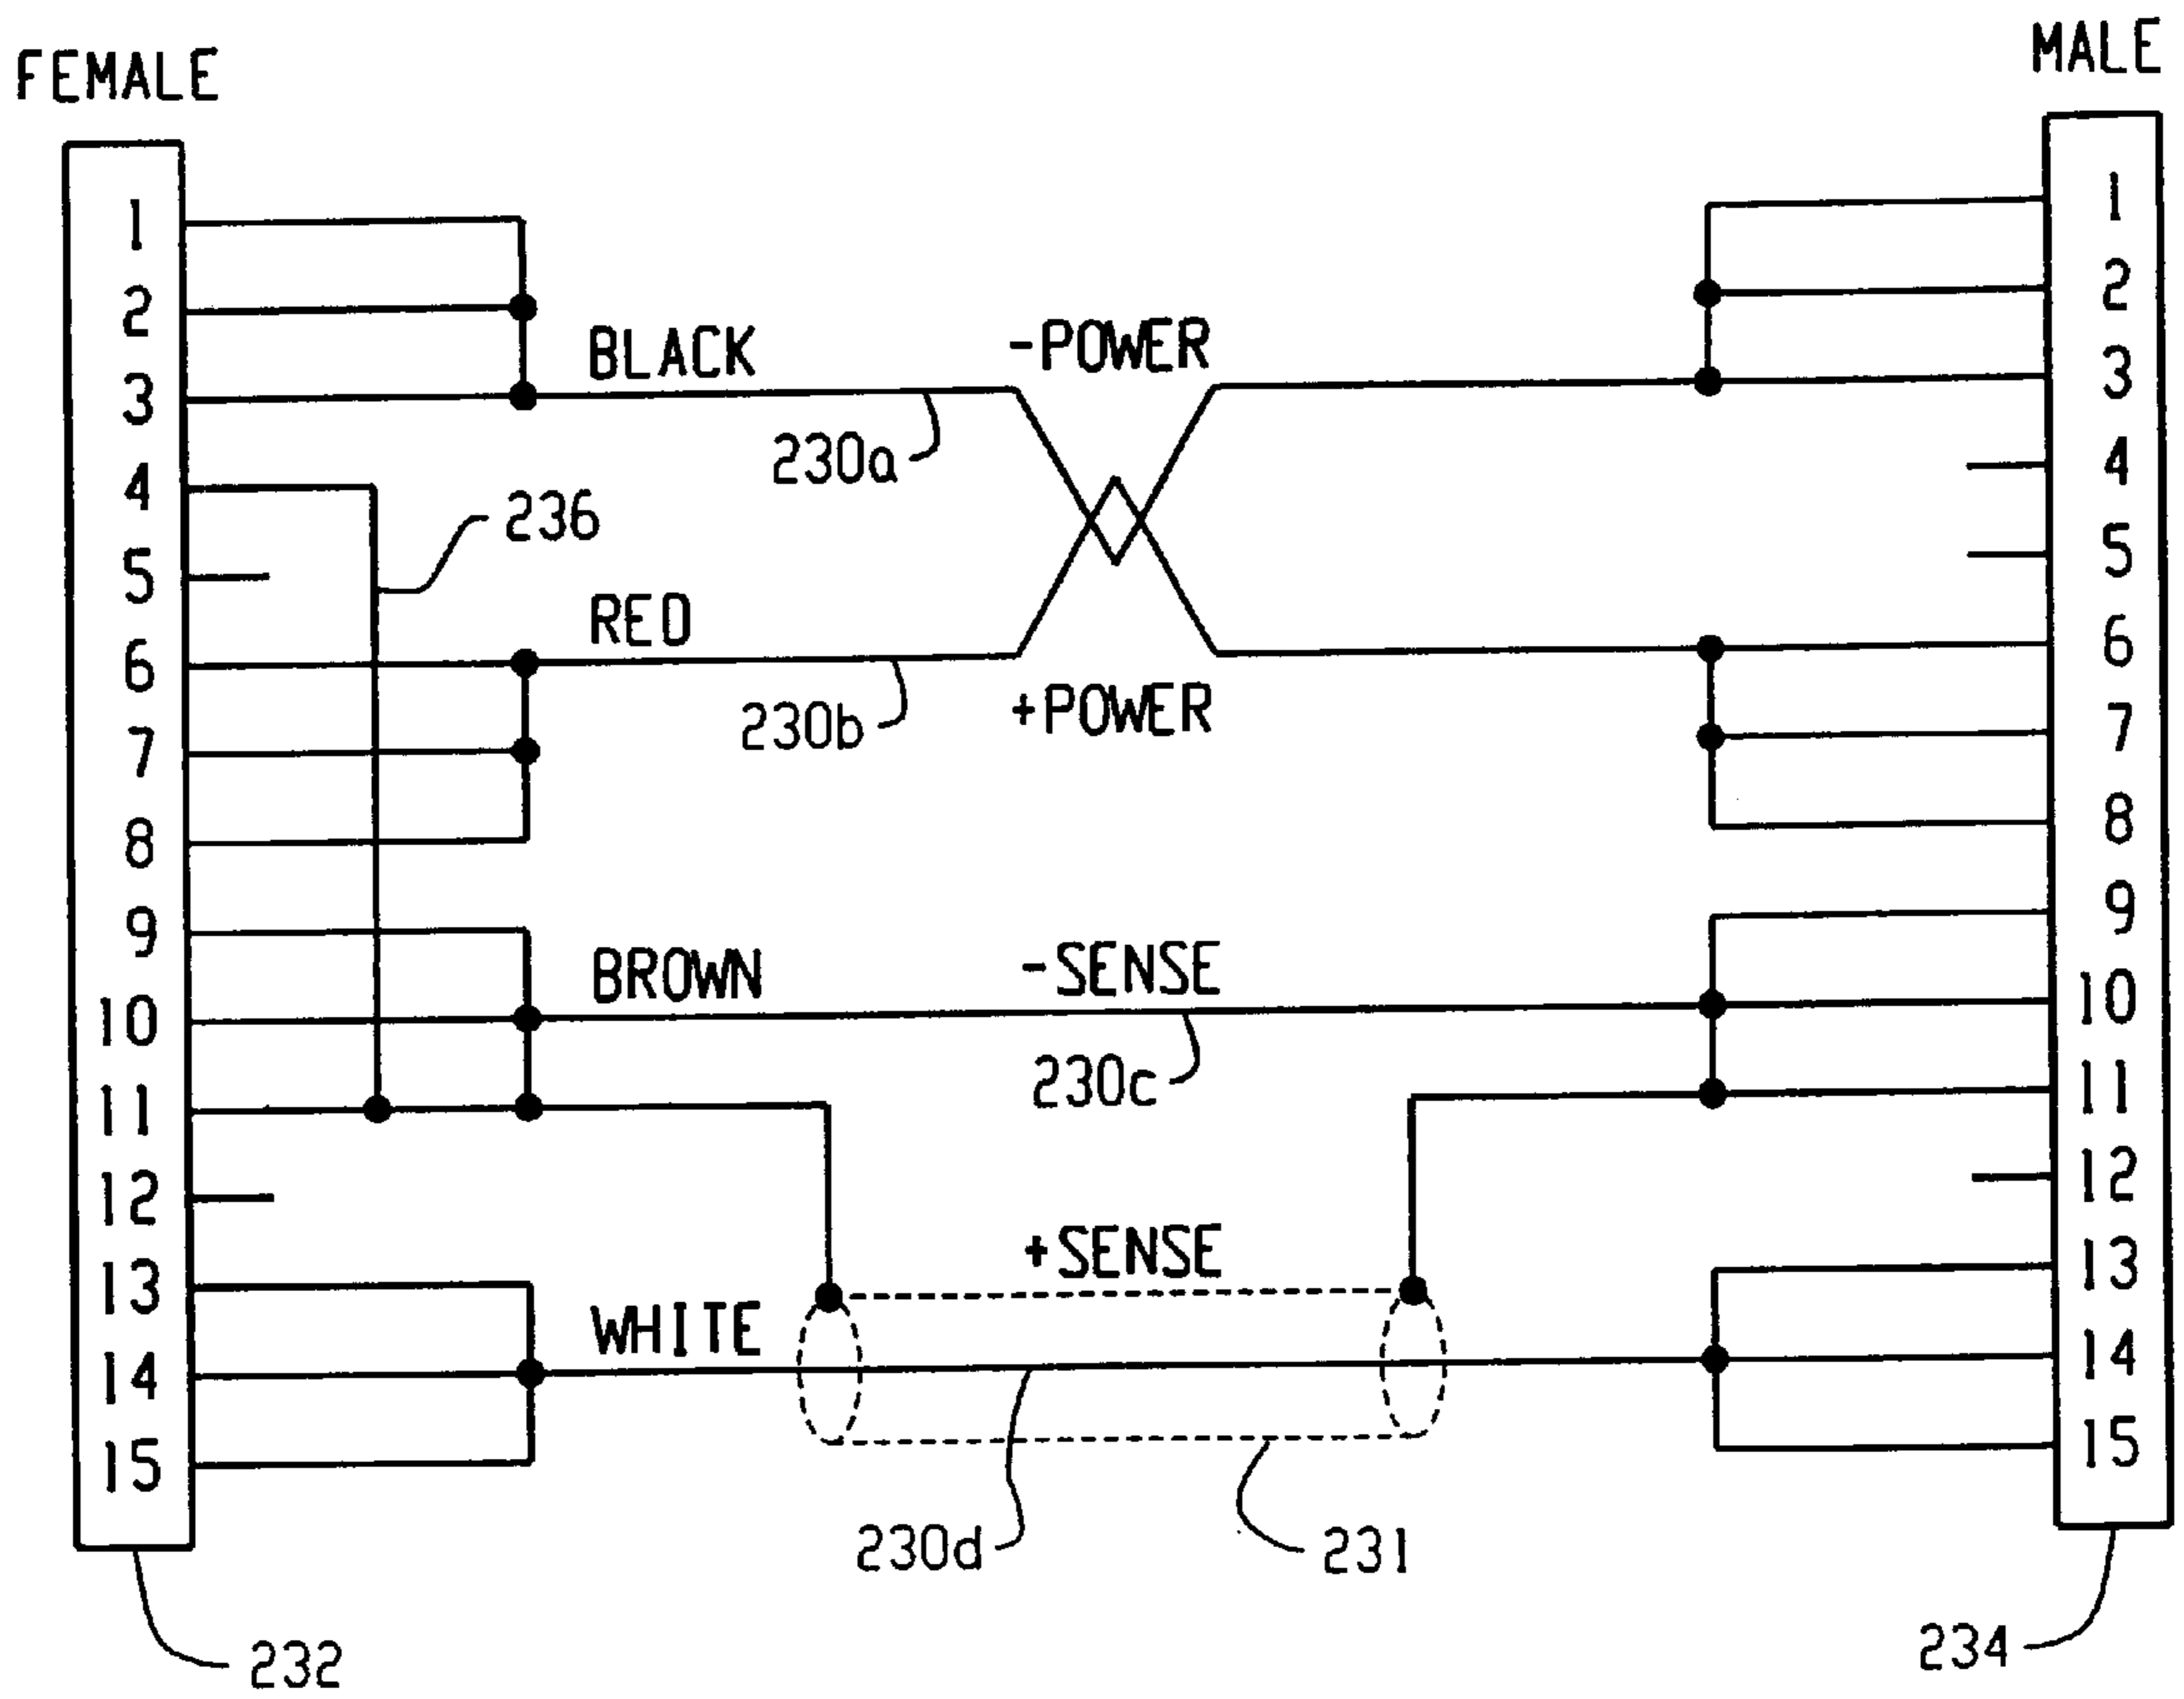 FEMALE
MALE
1
2
3
4
5
6
7
8
9
10
11
12
13
14
15
BLACK
-POWER
230a
236
RED
230b
+POWER
BROWN
-SENSE
230c
+SENSE
WHITE
230d
231
1
2
3
4
5
6
7
8
9
10
11
12
13
14
15
232
234